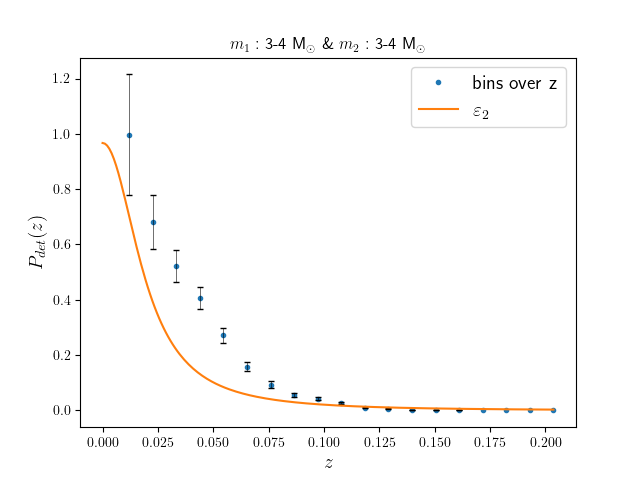 m₁ : 3-4 M⊙ & m₂ : 3-4 M⊙
bins over z
ε₂
P_det(z)
1.2
1.0
0.8
0.6
0.4
0.2
0.0
0.000 0.025 0.050 0.075 0.100 0.125 0.150 0.175 0.200
z